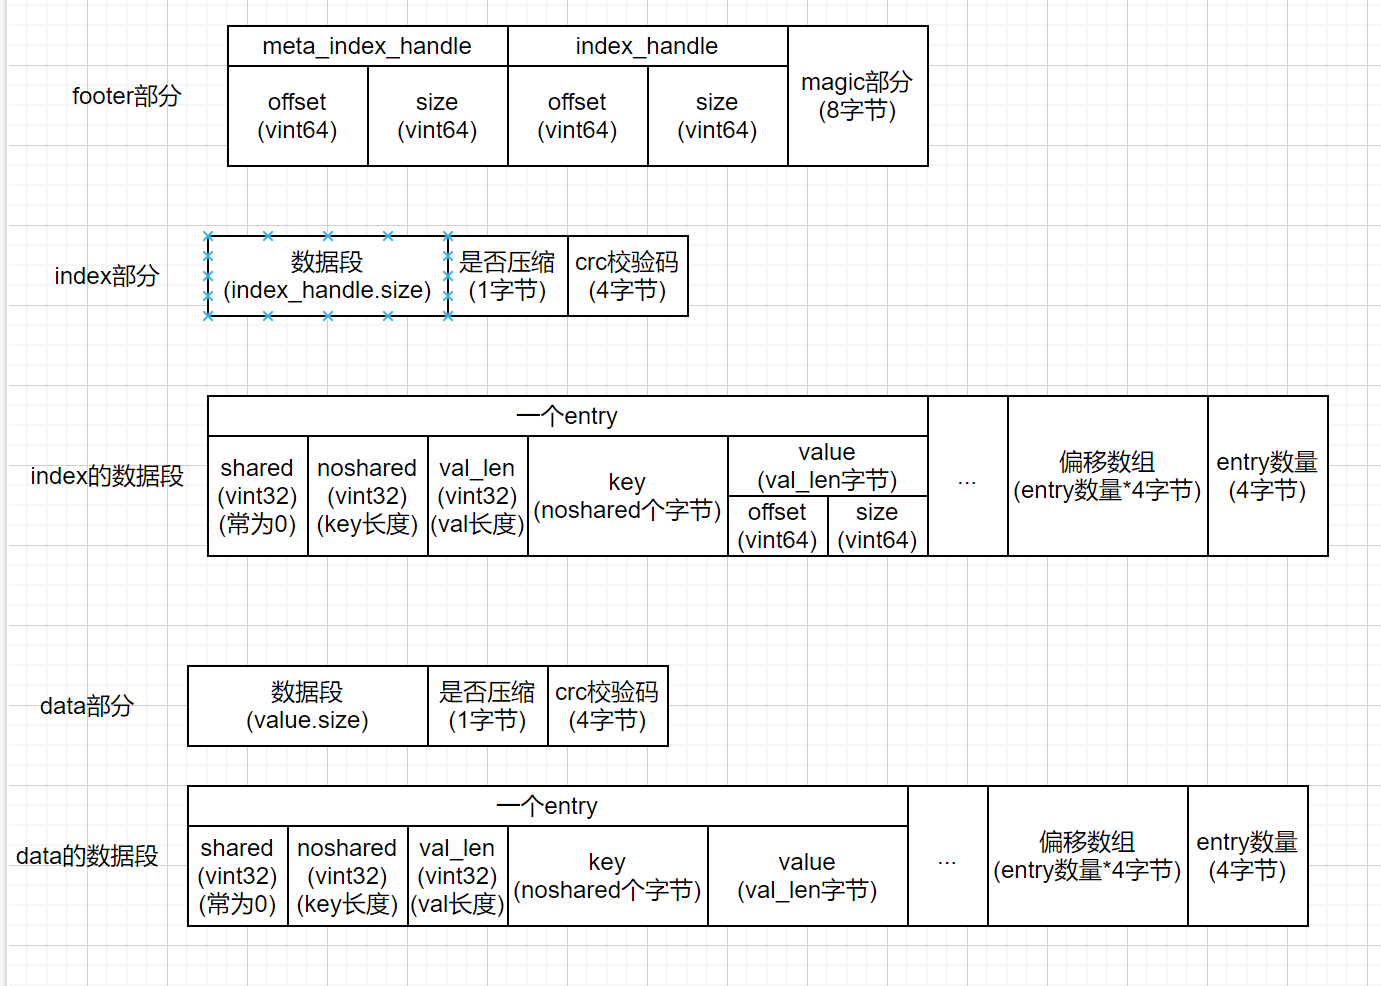 footer部分
meta_index_handle
index_handle
magic部分
(8字节)
offset
(vint64)
size
(vint64)
offset
(vint64)
size
(vint64)
index部分
数据段
(index_handle.size)
是否压缩
(1字节)
crc校验码
(4字节)
index的数据段
一个entry
shared
(vint32)
(常为0)
noshared
(vint32)
(key长度)
val_len
(vint32)
(val长度)
key
(noshared个字节)
value
(val_len字节)
offset
(vint64)
size
(vint64)
...
偏移数组
(entry数量*4字节)
entry数量
(4字节)
data部分
数据段
(value.size)
是否压缩
(1字节)
crc校验码
(4字节)
data的数据段
一个entry
shared
(vint32)
(常为0)
noshared
(vint32)
(key长度)
val_len
(vint32)
(val长度)
key
(noshared个字节)
value
(val_len字节)
...
偏移数组
(entry数量*4字节)
entry数量
(4字节)